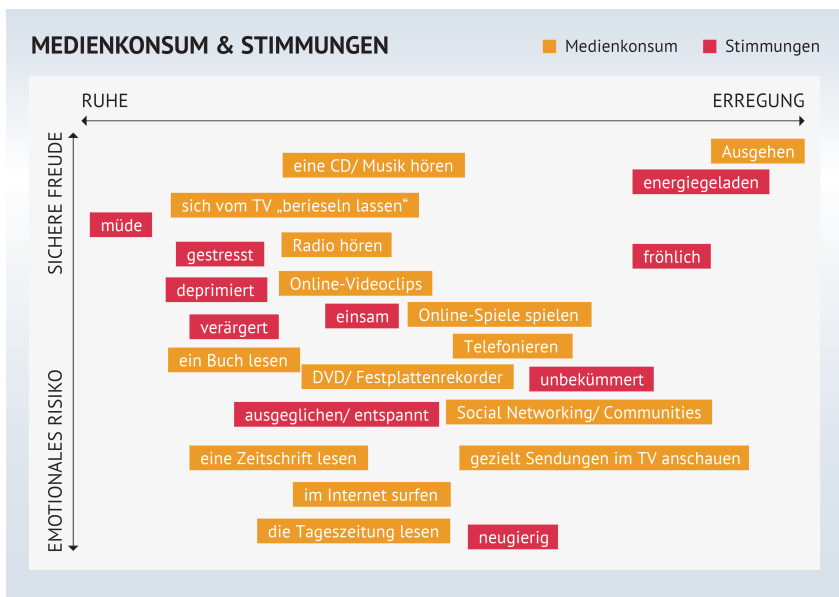 MEDIENKONSUM & STIMMUNGEN
Medienkonsum
Stimmungen
RUHE
ERREGUNG
SICHERE FREUDE
EMOTIONALES RISIKO
Ausgehen
eine CD/ Musik hören
energiegeladen
sich vom TV „berieseln lassen“
müde
Radio hören
gestresst
fröhlich
Online-Videoclips
deprimiert
einsam
Online-Spiele spielen
verärgert
Telefonieren
ein Buch lesen
DVD/ Festplattenrekorder
unbekümmert
ausgeglichen/ entspannt
Social Networking/ Communities
eine Zeitschrift lesen
gezielt Sendungen im TV anschauen
im Internet surfen
die Tageszeitung lesen
neugierig